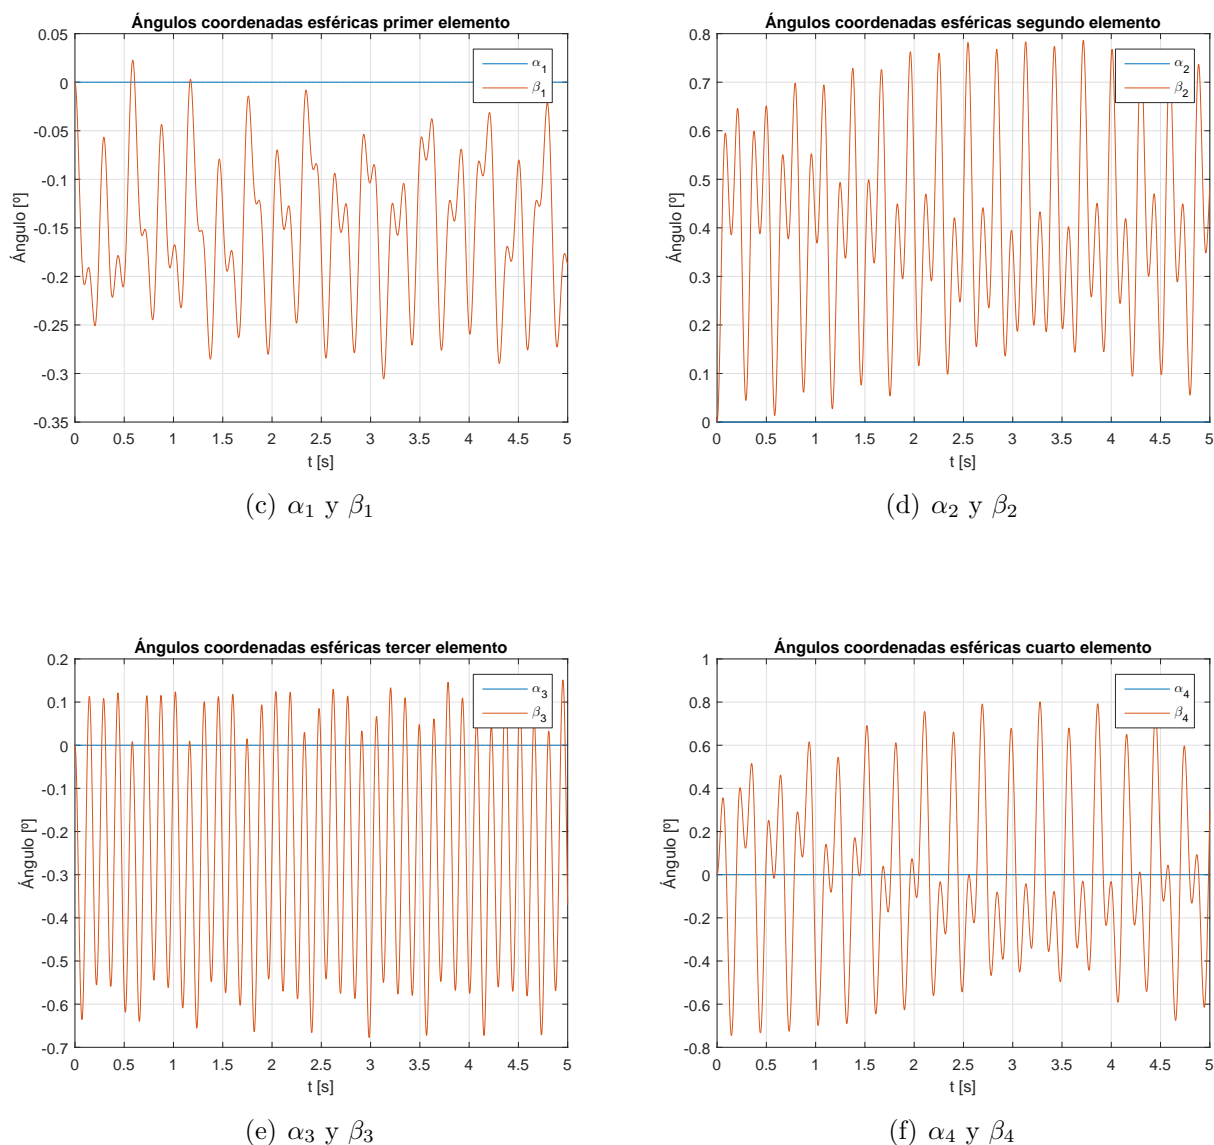 Ángulos coordenadas esféricas primer elemento
0.05
0
-0.05
-0.1
-0.15
-0.2
-0.25
-0.3
-0.35
Ángulo [º]
α1
β1
0 0.5 1 1.5 2 2.5 3 3.5 4 4.5 5
t [s]
(c) α1 y β1
Ángulos coordenadas esféricas segundo elemento
0.8
0.7
0.6
0.5
0.4
0.3
0.2
0.1
0
Ángulo [º]
α2
β2
0 0.5 1 1.5 2 2.5 3 3.5 4 4.5 5
t [s]
(d) α2 y β2
Ángulos coordenadas esféricas tercer elemento
0.2
0.1
0
-0.1
-0.2
-0.3
-0.4
-0.5
-0.6
-0.7
Ángulo [º]
α3
β3
0 0.5 1 1.5 2 2.5 3 3.5 4 4.5 5
t [s]
(e) α3 y β3
Ángulos coordenadas esféricas cuarto elemento
1
0.8
0.6
0.4
0.2
0
-0.2
-0.4
-0.6
-0.8
Ángulo [º]
α4
β4
0 0.5 1 1.5 2 2.5 3 3.5 4 4.5 5
t [s]
(f) α4 y β4